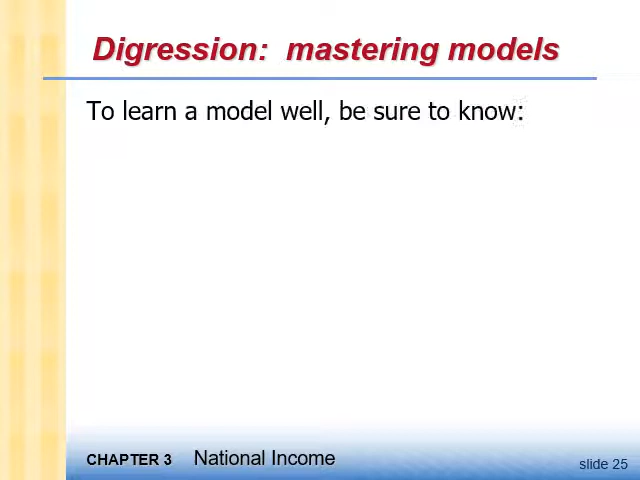 Digression: mastering models
To learn a model well, be sure to know:
CHAPTER 3 National Income
slide 25